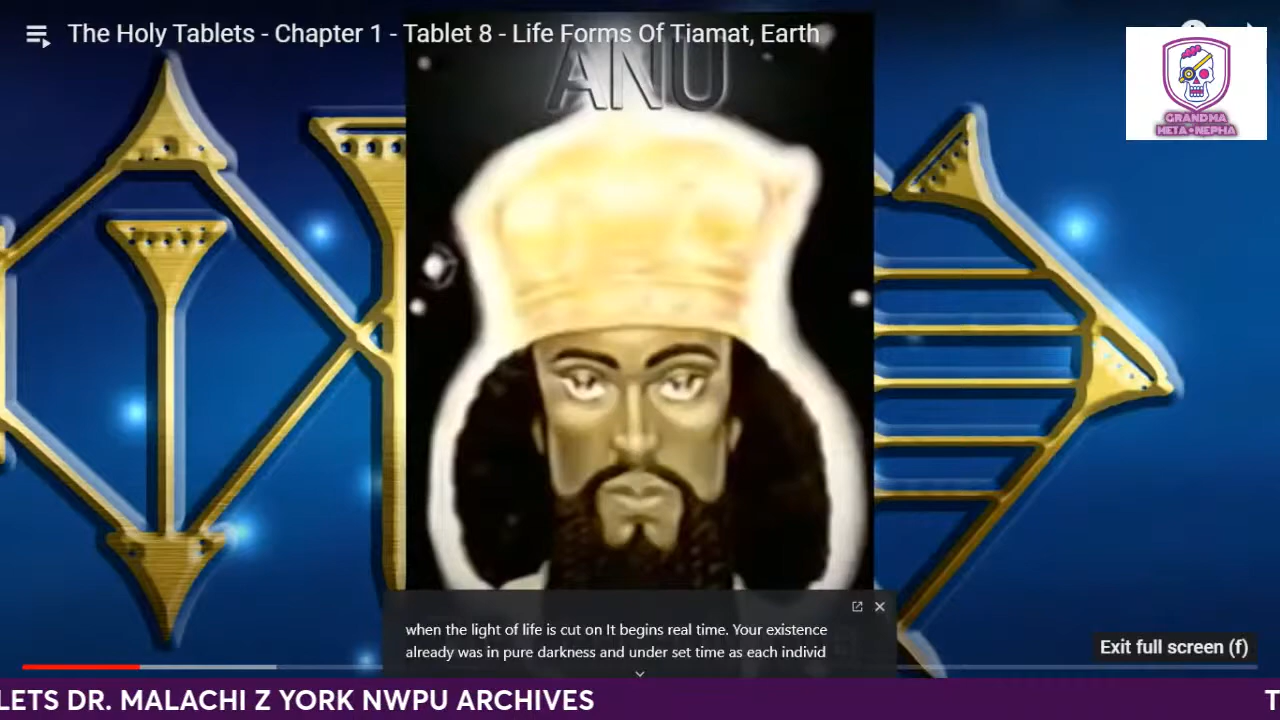 The Holy Tablets - Chapter 1 - Tablet 8 - Life Forms Of Tiamat, Earth
ANU
GRANDMA
META•NEPHA
when the light of life is cut on It begins real time. Your existence
already was in pure darkness and under set time as each individ
Exit full screen (f)
LETS DR. MALACHI Z YORK NWPU ARCHIVES
T